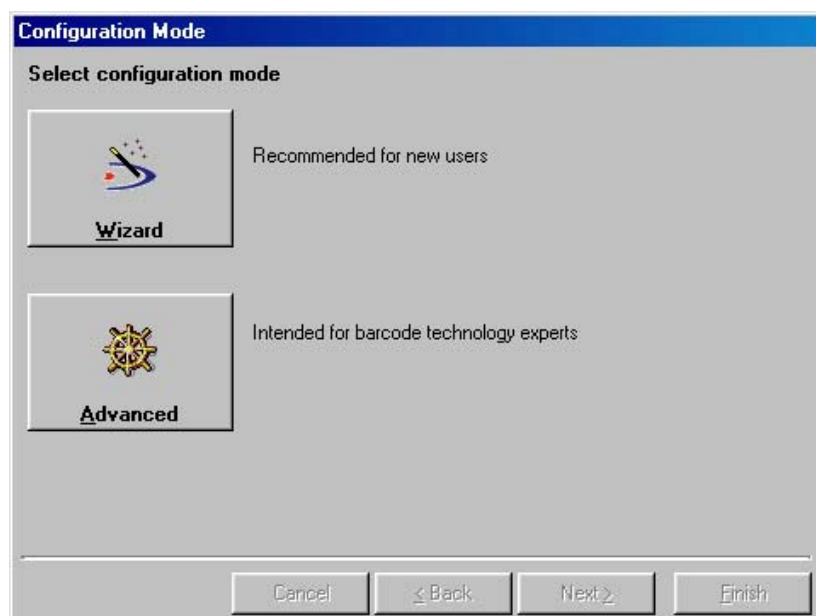 Configuration Mode
Select configuration mode
Wizard
Recommended for new users
Advanced
Intended for barcode technology experts
Cancel
< Back
Next >
Finish